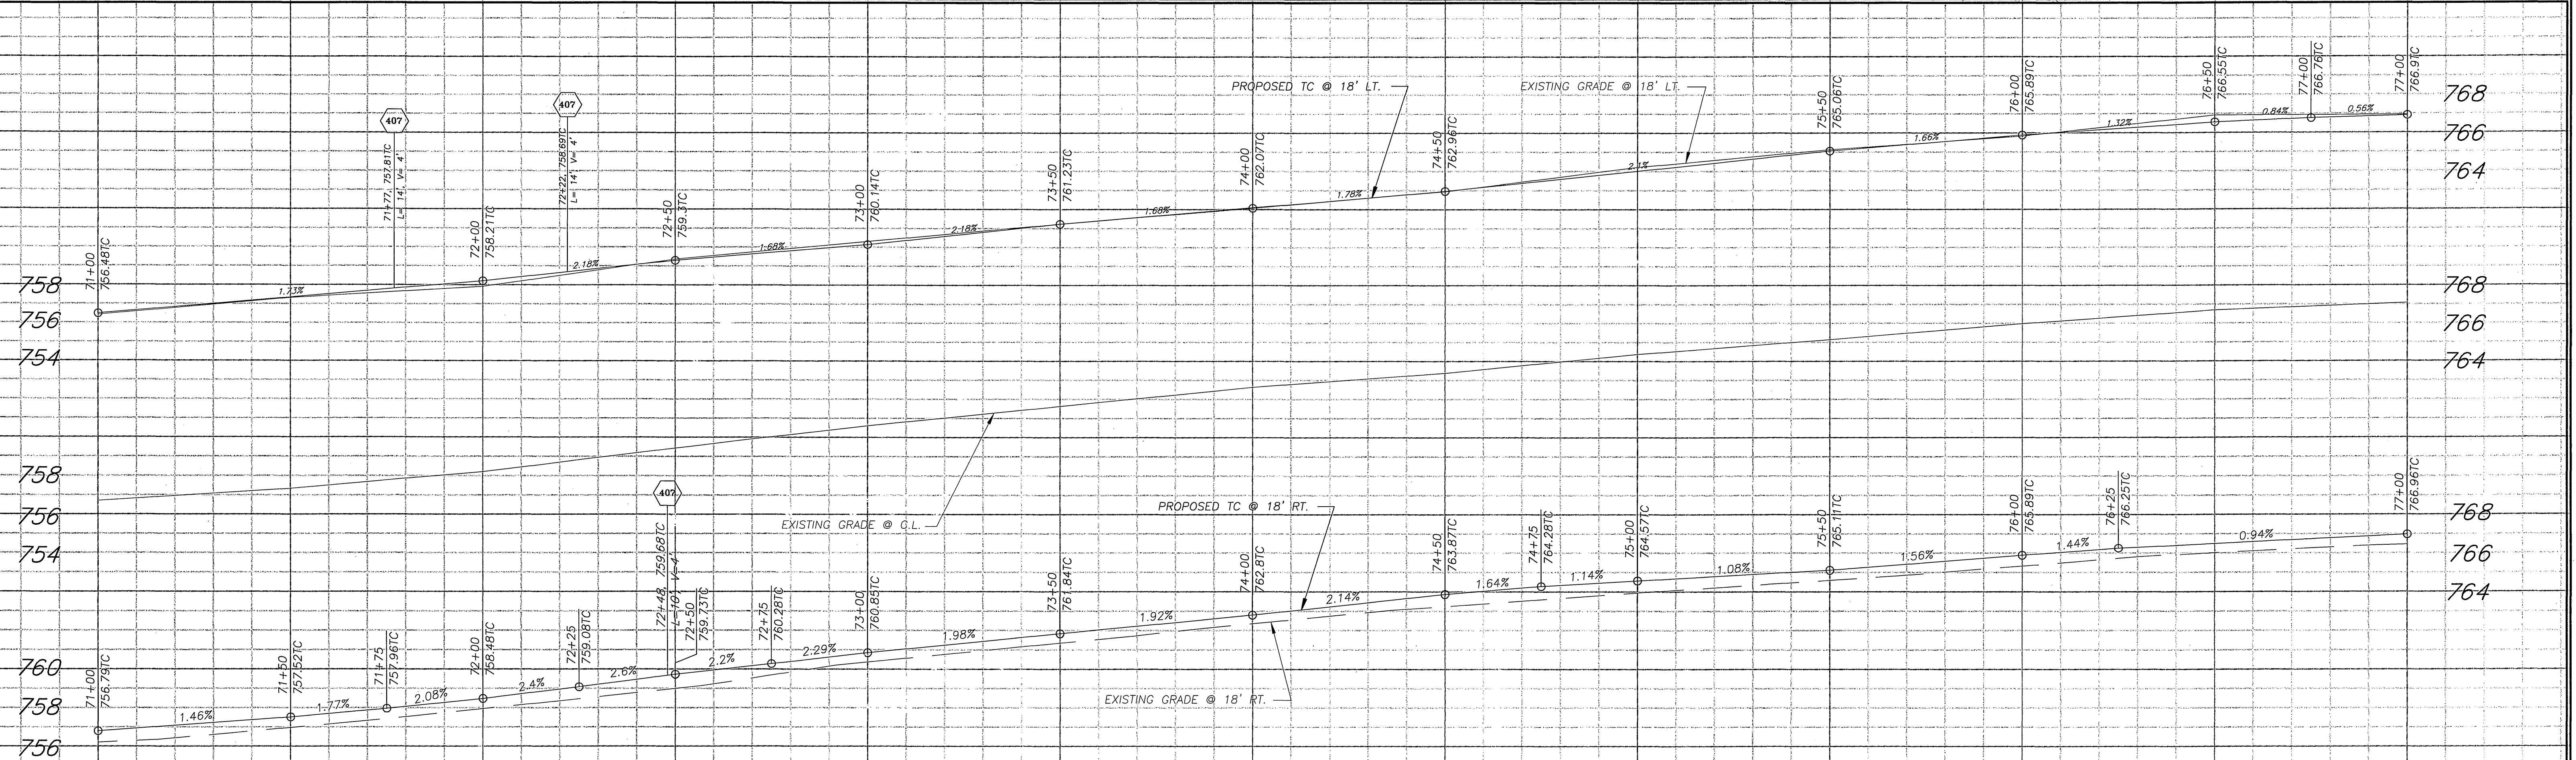 PROPOSED TC @ 18' LT.
EXISTING GRADE @ 18' LT.
71+00
756.48TC
407
71+77, 757.81TC
L= 14', V= 4'
72+00
758.21TC
407
72+22, 758.69TC
L= 14', V= 4'
72+50
759.3TC
73+00
760.14TC
73+50
761.23TC
74+00
762.07TC
74+50
762.96TC
75+50
765.06TC
76+00
765.89TC
76+50
766.55TC
77+00
766.76TC
77+00
766.9TC
1.73%
2.18%
1.68%
2.18%
1.68%
1.78%
2.1%
1.66%
1.32%
0.84%
0.56%
768
766
764
758
756
754
768
766
764
EXISTING GRADE @ C.L.
758
756
754
PROPOSED TC @ 18' RT.
EXISTING GRADE @ 18' RT.
71+00
756.79TC
71+50
757.52TC
71+75
757.96TC
72+00
758.48TC
72+25
759.08TC
407
72+48, 759.68TC
L=10', V=4'
72+50
759.73TC
72+75
760.28TC
73+00
760.85TC
73+50
761.84TC
74+00
762.8TC
74+50
763.87TC
74+75
764.28TC
75+00
764.57TC
75+50
765.11TC
76+00
765.89TC
76+25
766.25TC
77+00
766.96TC
1.46%
1.77%
2.08%
2.4%
2.6%
2.2%
2.29%
1.98%
1.92%
2.14%
1.64%
1.14%
1.08%
1.56%
1.44%
0.94%
768
766
764
760
758
756